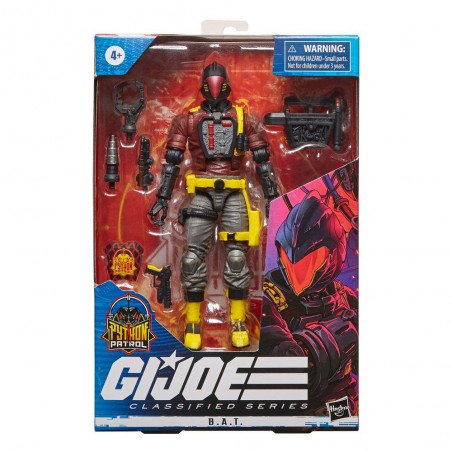 4+
WARNING:
CHOKING HAZARD–Small parts.
Not for children under 3 years.
PYTHON
PATROL
G.I.JOE
CLASSIFIED SERIES
Hasbro
B.A.T.